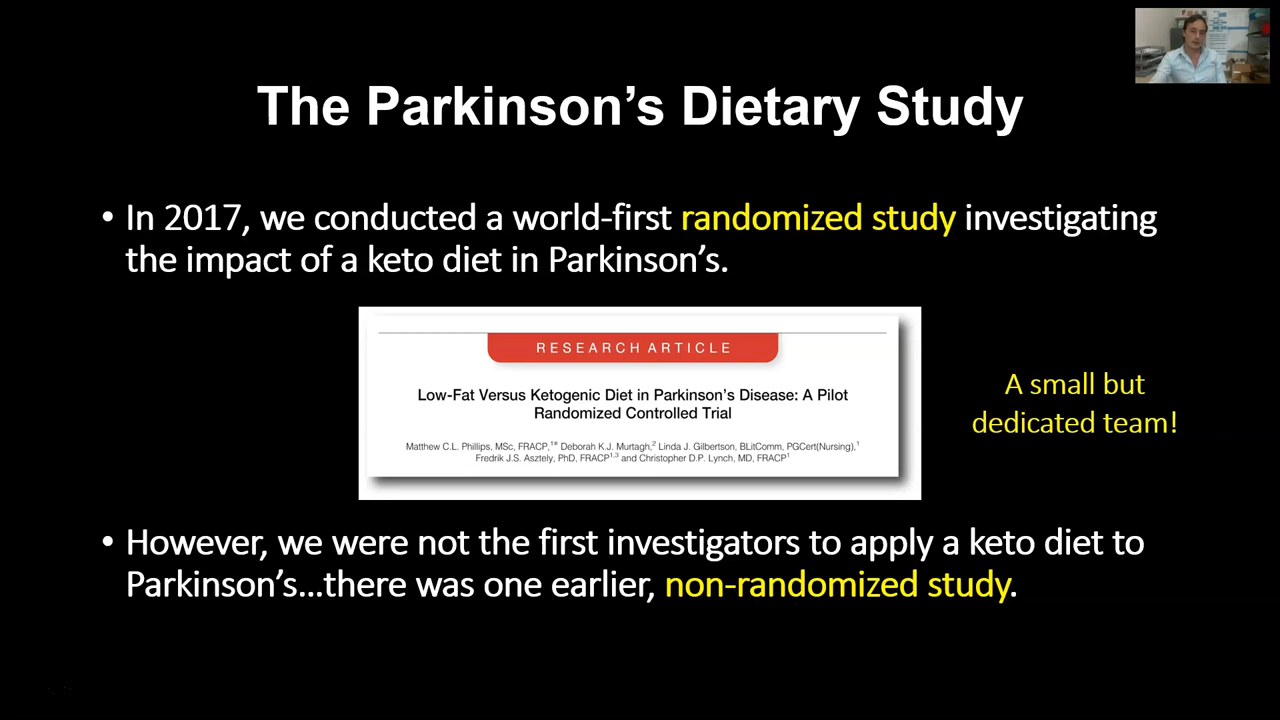 The Parkinson’s Dietary Study
• In 2017, we conducted a world-first randomized study investigating
the impact of a keto diet in Parkinson’s.
RESEARCH ARTICLE
Low-Fat Versus Ketogenic Diet in Parkinson’s Disease: A Pilot
Randomized Controlled Trial
Matthew C.L. Phillips, MSc, FRACP,1* Deborah K.J. Murtagh,2 Linda J. Gilbertson, BLitComm, PGCert(Nursing),1
Fredrik J.S. Asztely, PhD, FRACP1,3 and Christopher D.P. Lynch, MD, FRACP1
A small but
dedicated team!
• However, we were not the first investigators to apply a keto diet to
Parkinson’s...there was one earlier, non-randomized study.